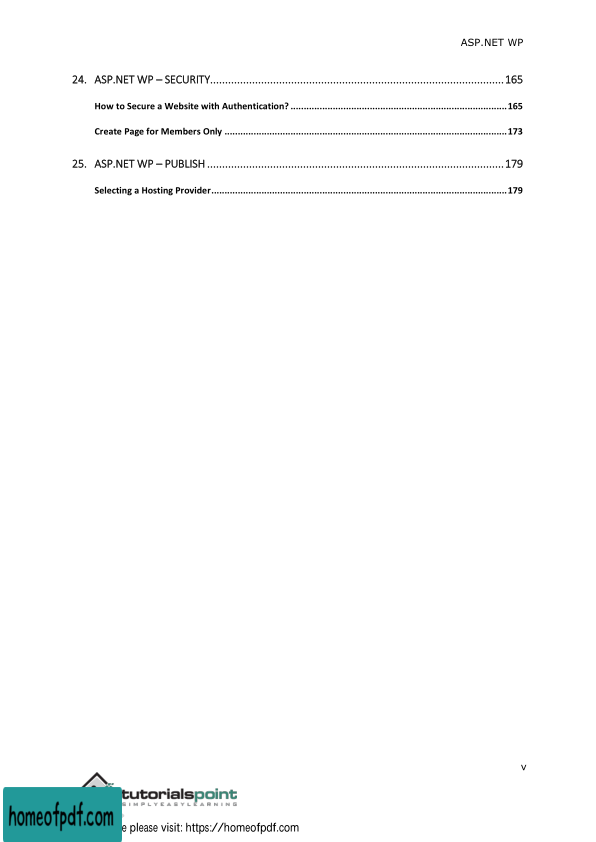 ASP.NET WP
24. ASP.NET WP – SECURITY.......................................................................................................165
How to Secure a Website with Authentication? ....................................................................................165
Create Page for Members Only ..............................................................................................................173
25. ASP.NET WP – PUBLISH ........................................................................................................179
Selecting a Hosting Provider...................................................................................................................179
v
tutorialspoint
SIMPLYEASYLEARNING
homeofpdf.com
e please visit: https://homeofpdf.com